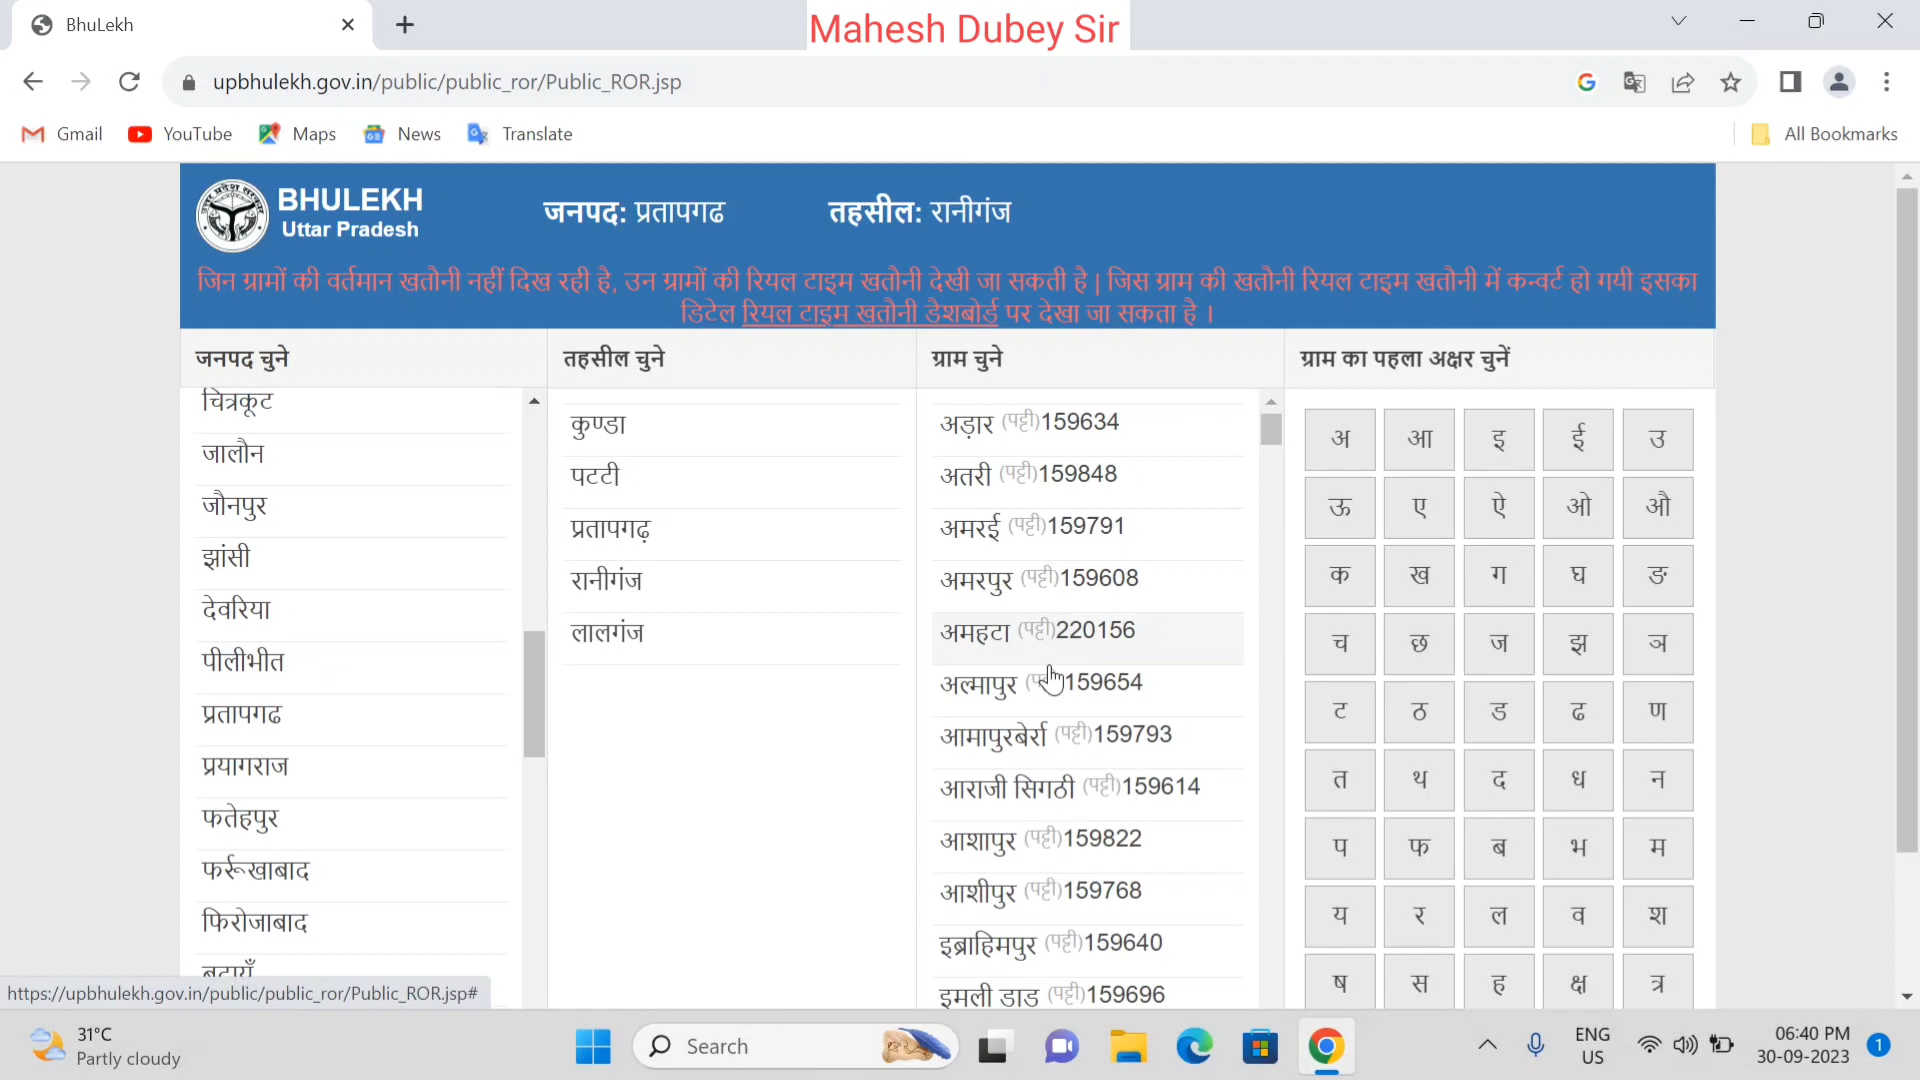 BhuLekh
Mahesh Dubey Sir
upbhulekh.gov.in/public/public_ror/Public_ROR.jsp
Gmail YouTube Maps News Translate All Bookmarks
BHULEKH
Uttar Pradesh
जनपद: प्रतापगढ तहसील: रानीगंज
जिन ग्रामों की वर्तमान खतौनी नहीं दिख रही है, उन ग्रामों की रियल टाइम खतौनी देखी जा सकती है | जिस ग्राम की खतौनी रियल टाइम खतौनी में कन्वर्ट हो गयी इसका
डिटेल रियल टाइम खतौनी डैशबोर्ड पर देखा जा सकता है ।
जनपद चुने
चित्रकूट
जालौन
जौनपुर
झांसी
देवरिया
पीलीभीत
प्रतापगढ
प्रयागराज
फतेहपुर
फर्रूखाबाद
फिरोजाबाद
तहसील चुने
कुण्डा
पटटी
प्रतापगढ़
रानीगंज
लालगंज
ग्राम चुने
अड़ार (पट्टी)159634
अतरी (पट्टी)159848
अमरई (पट्टी)159791
अमरपुर (पट्टी)159608
अमहटा (पट्टी)220156
अल्मापुर 159654
आमापुरबेर्रा (पट्टी)159793
आराजी सिगठी (पट्टी)159614
आशापुर (पट्टी)159822
आशीपुर (पट्टी)159768
इब्राहिमपुर (पट्टी)159640
इमली डाड (पट्टी)159696
ग्राम का पहला अक्षर चुनें
अ आ इ ई उ
ऊ ए ऐ ओ औ
क ख ग घ ङ
च छ ज झ ञ
ट ठ ड ढ ण
त थ द ध न
प फ ब भ म
य र ल व श
ष स ह क्ष त्र
https://upbhulekh.gov.in/public/public_ror/Public_ROR.jsp#
31°C
Partly cloudy
Search
ENG
US
06:40 PM
30-09-2023
1